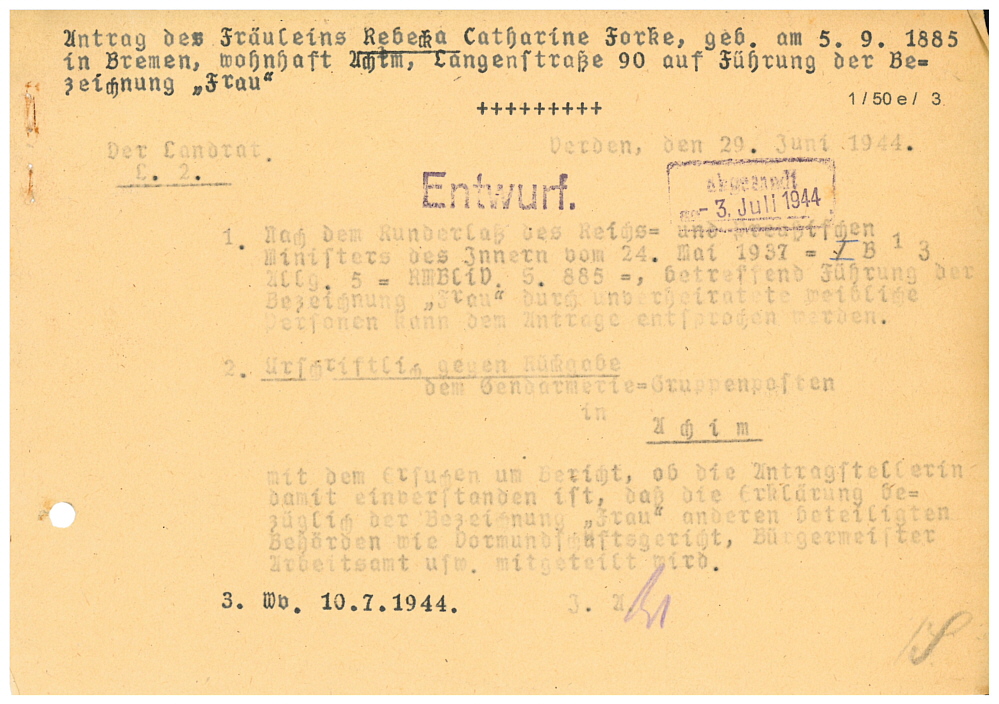 Antrag des Fräuleins Rebecka Catharine Forke, geb. am 5. 9. 1885
in Bremen, wohnhaft Achim, Langenstraße 90 auf Führung der Be=
zeichnung „Frau“
+++++++++
1 / 50 e / 3
Der Landrat.
L. 2.
Verden, den 29. Juni 1944.
Entwurf.
abgesandt
- 3. Juli 1944
1. Nach dem Runderlaß des Reichs= und Preußischen
Ministers des Innern vom 24. Mai 1937 = I B 1 3
Allg. 5 = RMBliV. S. 885 =, betreffend Führung der
Bezeichnung „Frau“ durch unverheiratete weibliche
Personen kann dem Antrage entsprochen werden.
2. Urschriftlich gegen Rückgabe
dem Gendarmerie=Gruppenposten
in
Achim
mit dem Ersuchen um Bericht, ob die Antragstellerin
damit einverstanden ist, daß die Erklärung be=
züglich der Bezeichnung „Frau“ anderen beteiligten
Behörden wie Vormundschaftsgericht, Bürgermeister
Arbeitsamt usw. mitgeteilt wird.
3. Wv. 10.7.1944.
J. A.